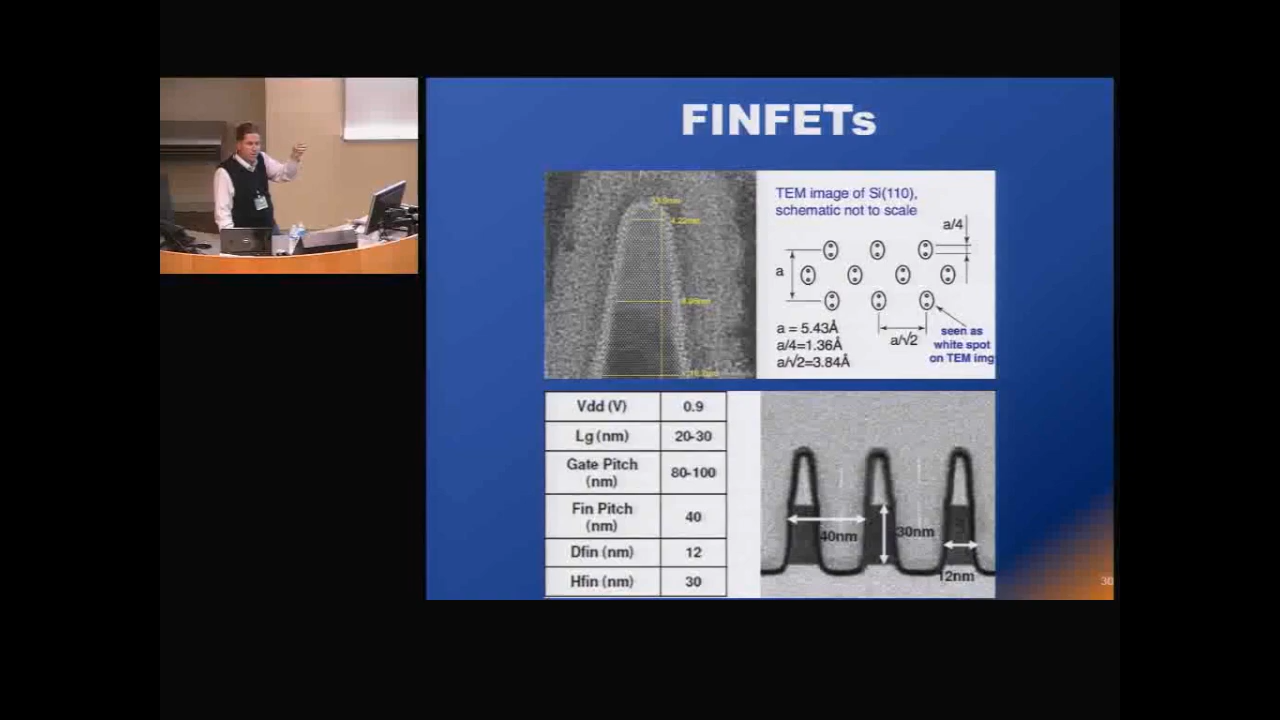 FINFETs
TEM image of Si(110),
schematic not to scale
a/4
a
a = 5.43Å
a/4=1.36Å
a/√2=3.84Å
a/√2
seen as
white spot
on TEM img
Vdd (V) 0.9
Lg (nm) 20-30
Gate Pitch
(nm) 80-100
Fin Pitch
(nm) 40
Dfin (nm) 12
Hfin (nm) 30
40nm
30nm
12nm
30